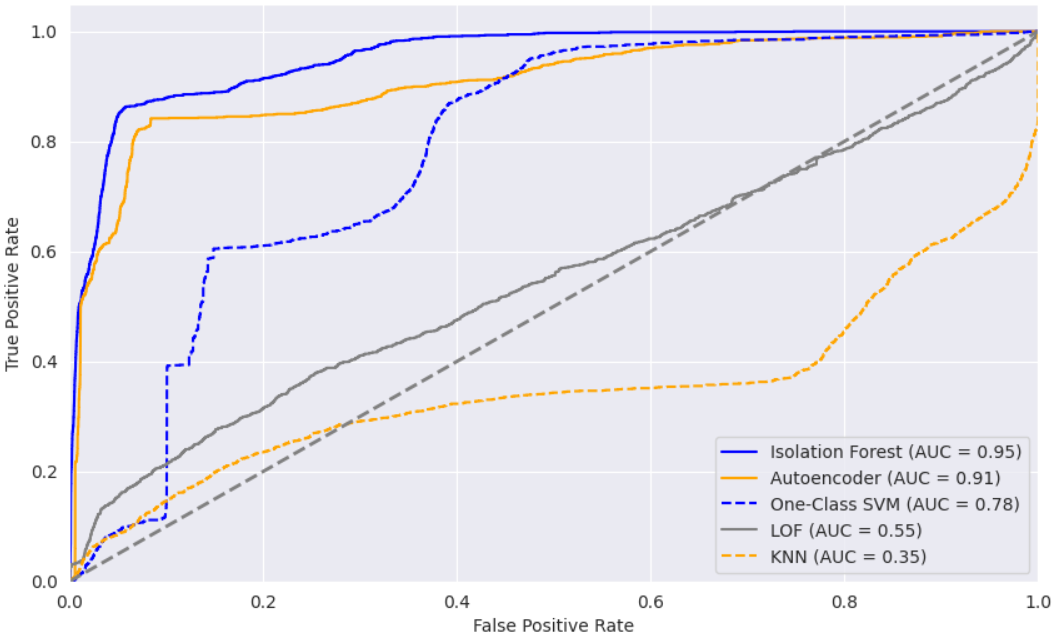 True Positive Rate
1.0
0.8
0.6
0.4
0.2
0.0
Isolation Forest (AUC = 0.95)
Autoencoder (AUC = 0.91)
One-Class SVM (AUC = 0.78)
LOF (AUC = 0.55)
KNN (AUC = 0.35)
0.0 0.2 0.4 0.6 0.8 1.0
False Positive Rate